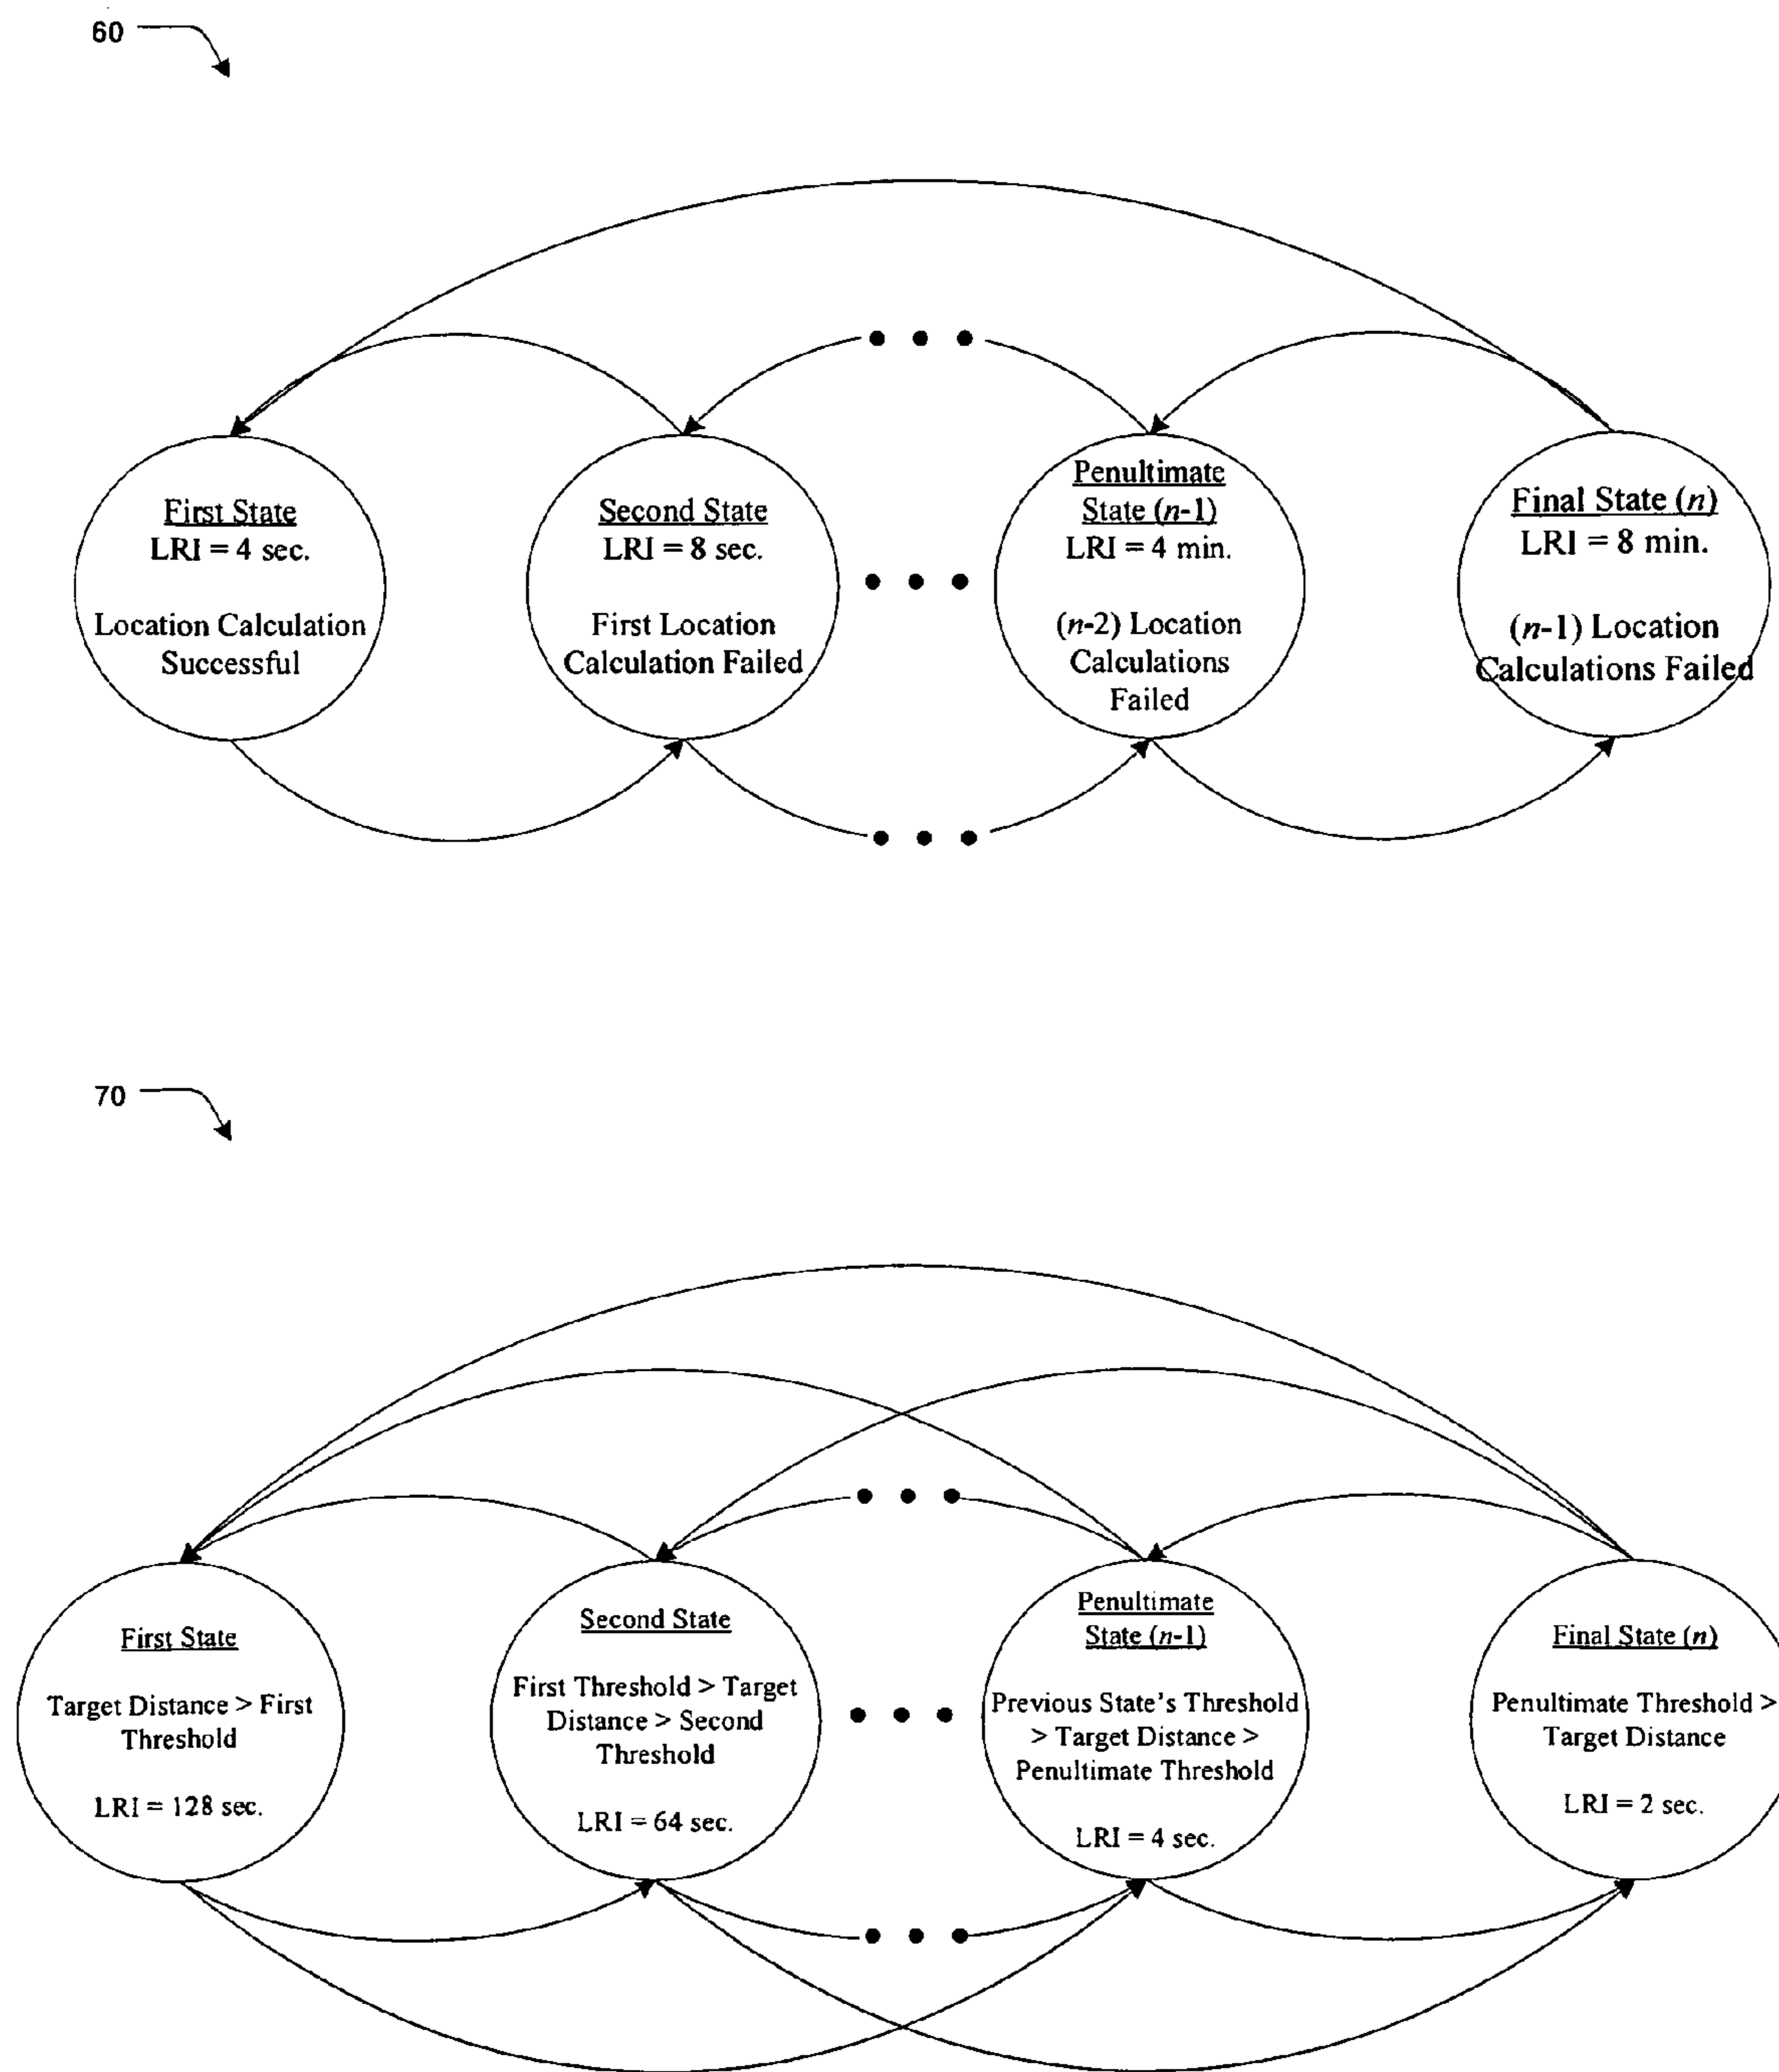 60
First State
LRI = 4 sec.
Location Calculation
Successful
Second State
LRI = 8 sec.
First Location
Calculation Failed
Penultimate
State (n-1)
LRI = 4 min.
(n-2) Location
Calculations
Failed
Final State (n)
LRI = 8 min.
(n-1) Location
Calculations Failed
70
First State
Target Distance > First
Threshold
LRI = 128 sec.
Second State
First Threshold > Target
Distance > Second
Threshold
LRI = 64 sec.
Penultimate
State (n-1)
Previous State's Threshold
> Target Distance >
Penultimate Threshold
LRI = 4 sec.
Final State (n)
Penultimate Threshold >
Target Distance
LRI = 2 sec.